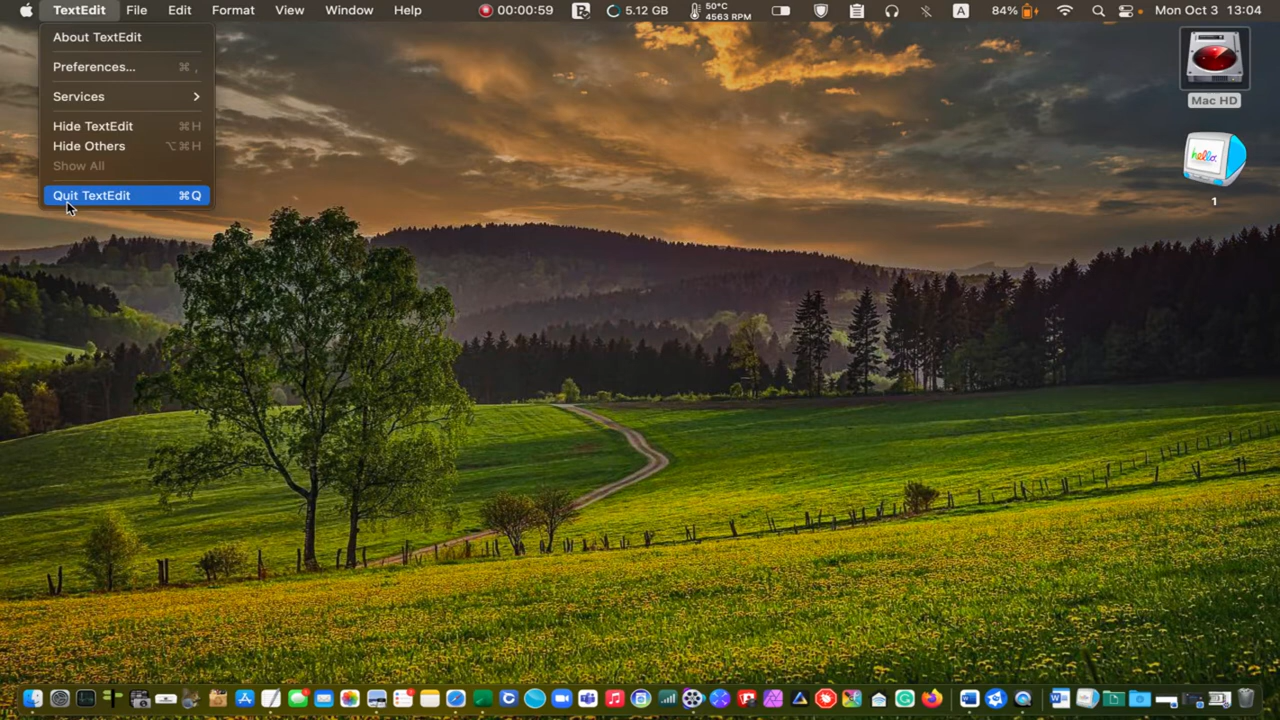 TextEdit File Edit Format View Window Help 00:00:59 5.12 GB 50°C 4563 RPM A 84% Mon Oct 3 13:04
About TextEdit
Preferences... ⌘ ,
Services
Hide TextEdit ⌘H
Hide Others ⌥⌘H
Show All
Quit TextEdit ⌘Q
Mac HD
hello
1